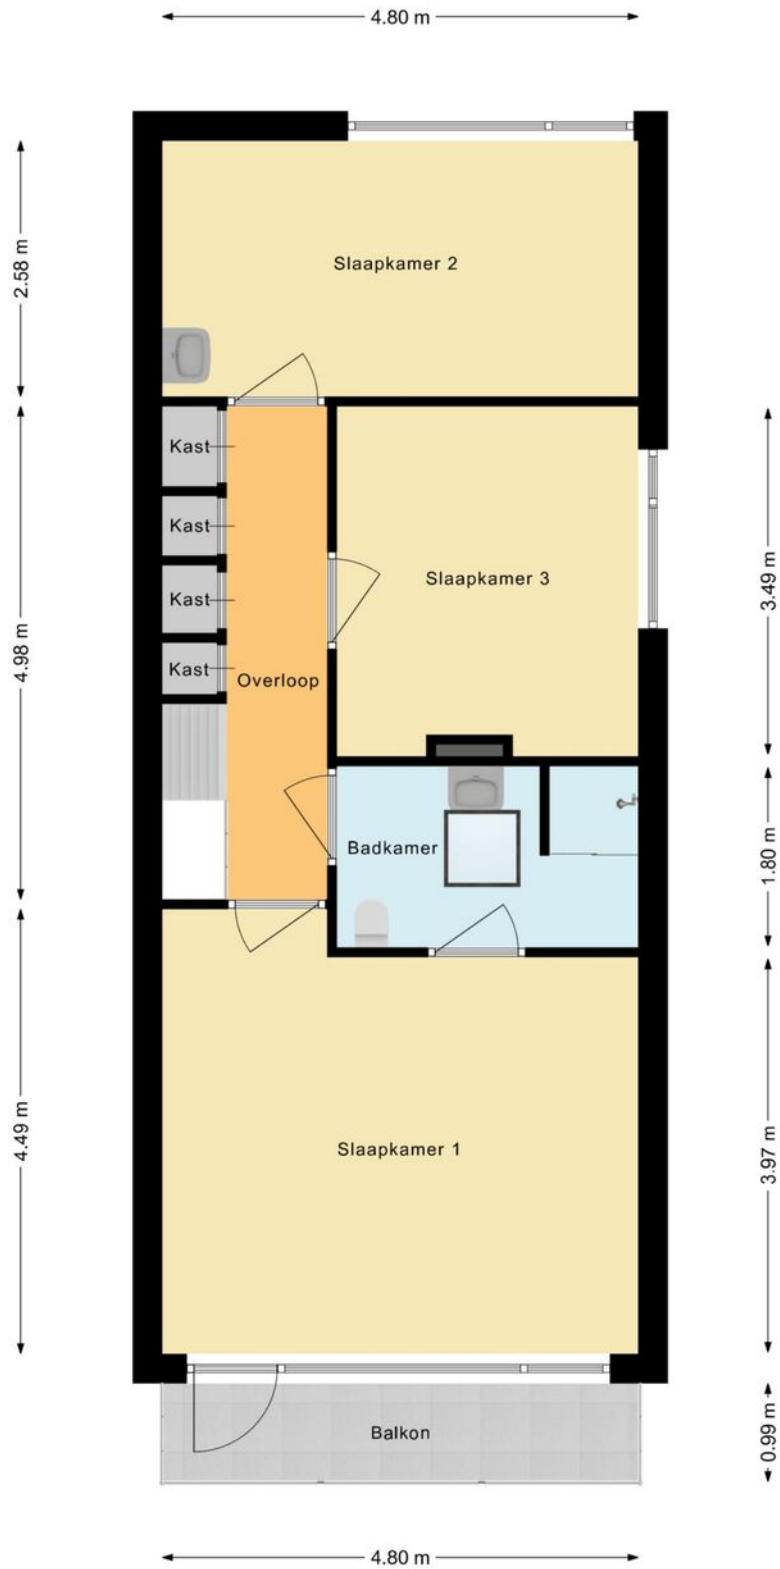 4.80 m
2.58 m
Slaapkamer 2
Kast
Kast
Kast
Kast
4.98 m
Overloop
Slaapkamer 3
3.49 m
Badkamer
1.80 m
4.49 m
Slaapkamer 1
3.97 m
Balkon
0.99 m
4.80 m